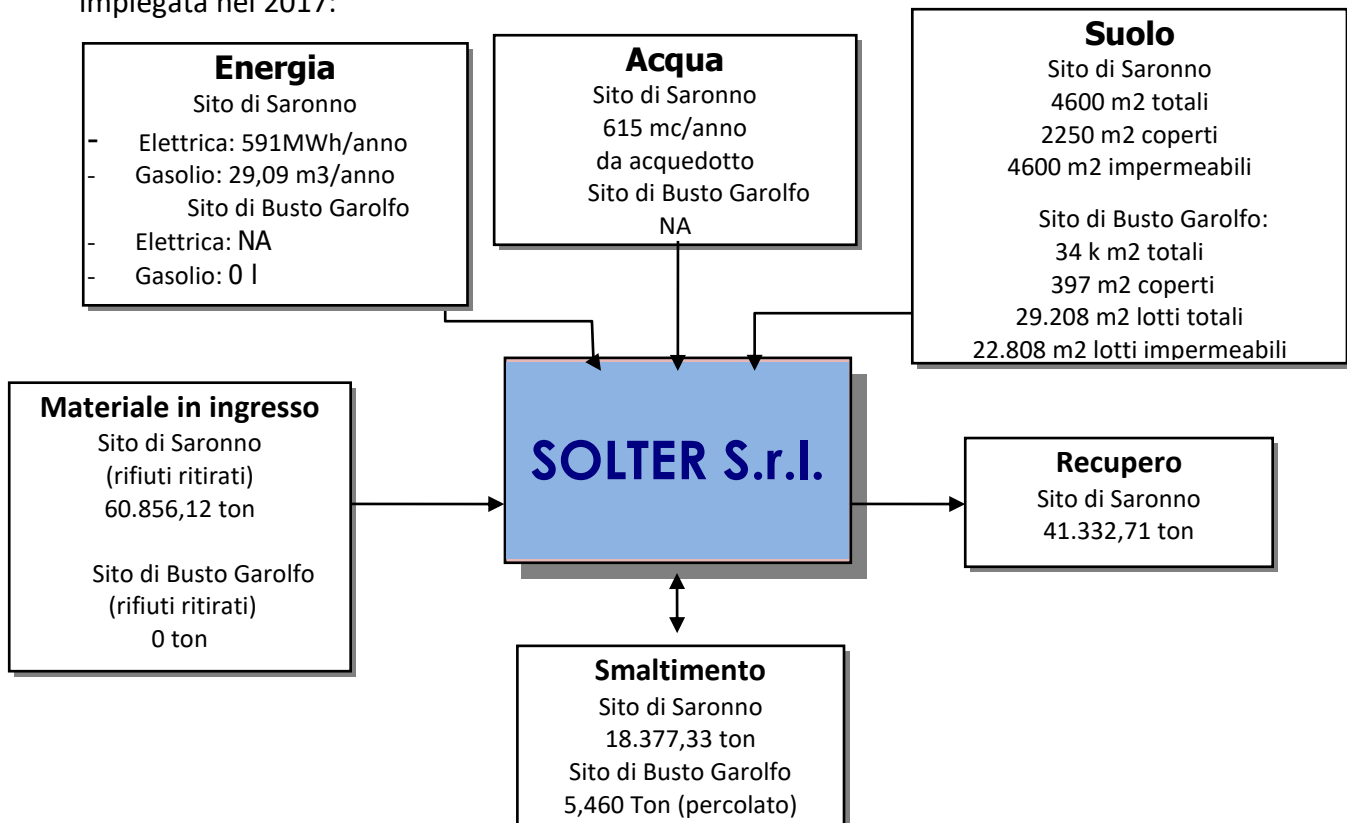 impiegata nel 2017:
Energia
Sito di Saronno
- Elettrica: 591MWh/anno
- Gasolio: 29,09 m3/anno
Sito di Busto Garolfo
- Elettrica: NA
- Gasolio: 0 l
Acqua
Sito di Saronno
615 mc/anno
da acquedotto
Sito di Busto Garolfo
NA
Suolo
Sito di Saronno
4600 m2 totali
2250 m2 coperti
4600 m2 impermeabili
Sito di Busto Garolfo:
34 k m2 totali
397 m2 coperti
29.208 m2 lotti totali
22.808 m2 lotti impermeabili
Materiale in ingresso
Sito di Saronno
(rifiuti ritirati)
60.856,12 ton
Sito di Busto Garolfo
(rifiuti ritirati)
0 ton
SOLTER S.r.l.
Recupero
Sito di Saronno
41.332,71 ton
Smaltimento
Sito di Saronno
18.377,33 ton
Sito di Busto Garolfo
5,460 Ton (percolato)